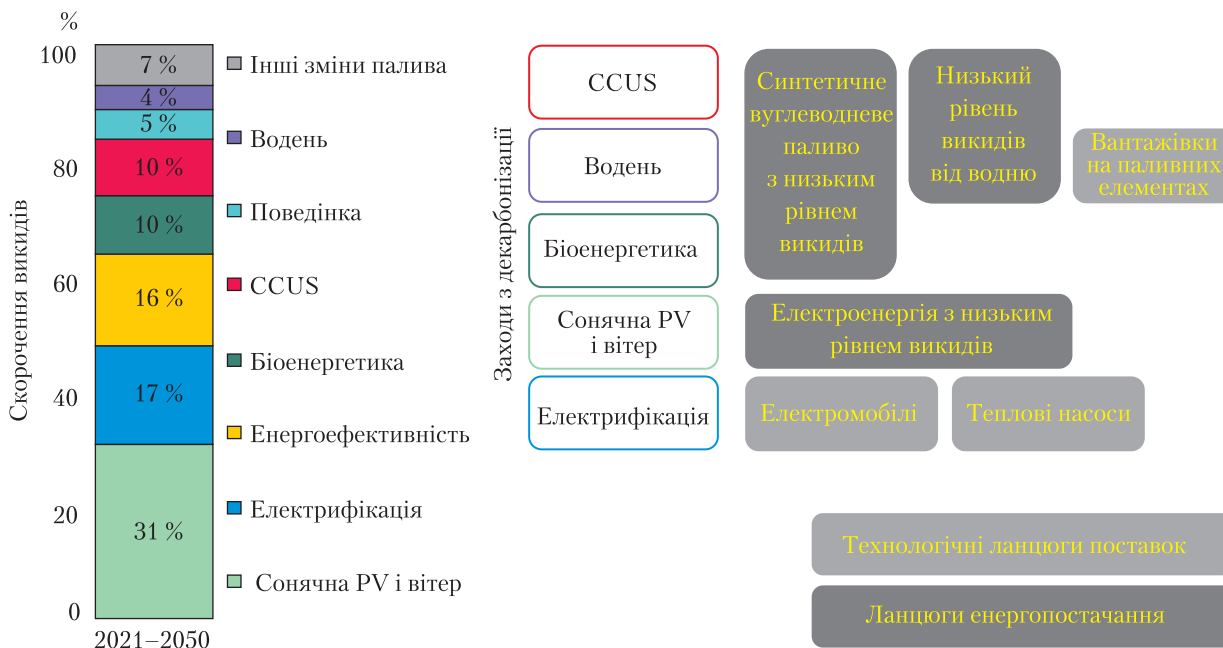 %
100
80
60
40
20
0
Скорочення викидів
7 %
4 %
5 %
10 %
10 %
16 %
17 %
31 %
2021–2050
Інші зміни палива
Водень
Поведінка
CCUS
Біоенергетика
Енергоефективність
Електрифікація
Сонячна PV і вітер
Заходи з декарбонізації
CCUS
Водень
Біоенергетика
Сонячна PV
і вітер
Електрифікація
Синтетичне
вуглеводневе
паливо
з низьким
рівнем
викидів
Низький
рівень
викидів
від водню
Вантажівки
на паливних
елементах
Електроенергія з низьким
рівнем викидів
Електромобілі
Теплові насоси
Технологічні ланцюги поставок
Ланцюги енергопостачання